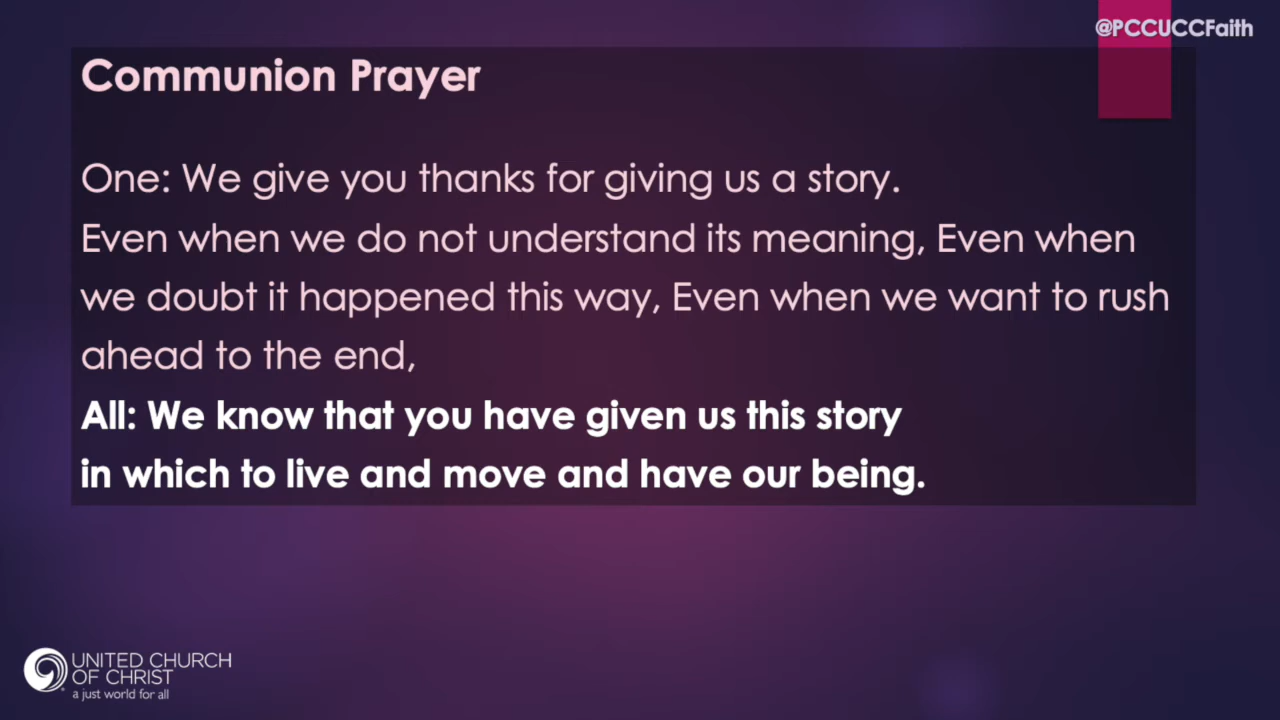 @PCCUCCFaith
Communion Prayer
One: We give you thanks for giving us a story.
Even when we do not understand its meaning, Even when
we doubt it happened this way, Even when we want to rush
ahead to the end,
All: We know that you have given us this story
in which to live and move and have our being.
UNITED CHURCH
OF CHRIST
a just world for all